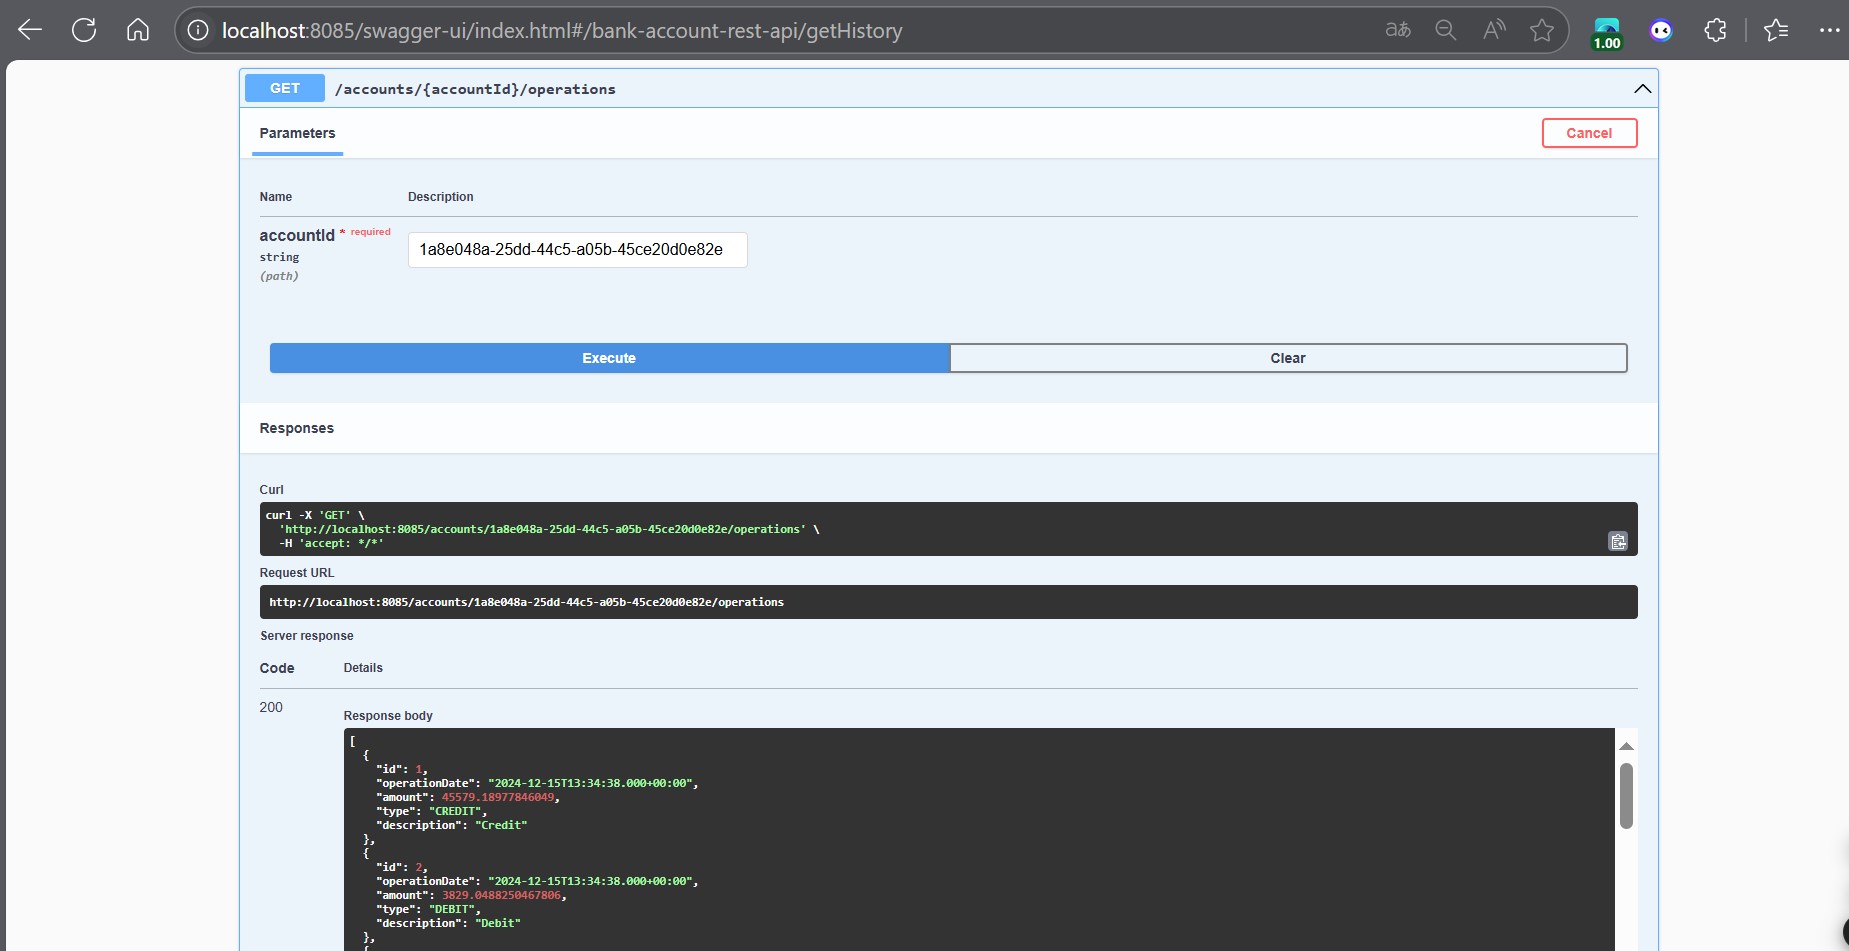 localhost:8085/swagger-ui/index.html#/bank-account-rest-api/getHistory
aあ
A
1.00
GET /accounts/{accountId}/operations
Parameters
Cancel
Name Description
accountId * required
string
(path)
1a8e048a-25dd-44c5-a05b-45ce20d0e82e
Execute
Clear
Responses
Curl
curl -X 'GET' \
'http://localhost:8085/accounts/1a8e048a-25dd-44c5-a05b-45ce20d0e82e/operations' \
-H 'accept: */*'
Request URL
http://localhost:8085/accounts/1a8e048a-25dd-44c5-a05b-45ce20d0e82e/operations
Server response
Code Details
200
Response body
[
{
"id": 1,
"operationDate": "2024-12-15T13:34:38.000+00:00",
"amount": 45579.18977846049,
"type": "CREDIT",
"description": "Credit"
},
{
"id": 2,
"operationDate": "2024-12-15T13:34:38.000+00:00",
"amount": 3829.0488250467806,
"type": "DEBIT",
"description": "Debit"
},
{